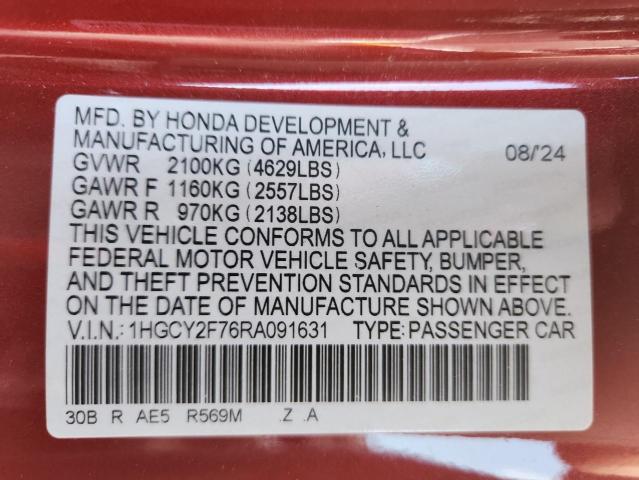 MFD. BY HONDA DEVELOPMENT &
MANUFACTURING OF AMERICA, LLC 08/'24
GVWR 2100KG (4629LBS)
GAWR F 1160KG (2557LBS)
GAWR R 970KG (2138LBS)
THIS VEHICLE CONFORMS TO ALL APPLICABLE
FEDERAL MOTOR VEHICLE SAFETY, BUMPER,
AND THEFT PREVENTION STANDARDS IN EFFECT
ON THE DATE OF MANUFACTURE SHOWN ABOVE.
V.I.N.: 1HGCY2F76RA091631 TYPE: PASSENGER CAR
30B R AE5 R569M .Z .A